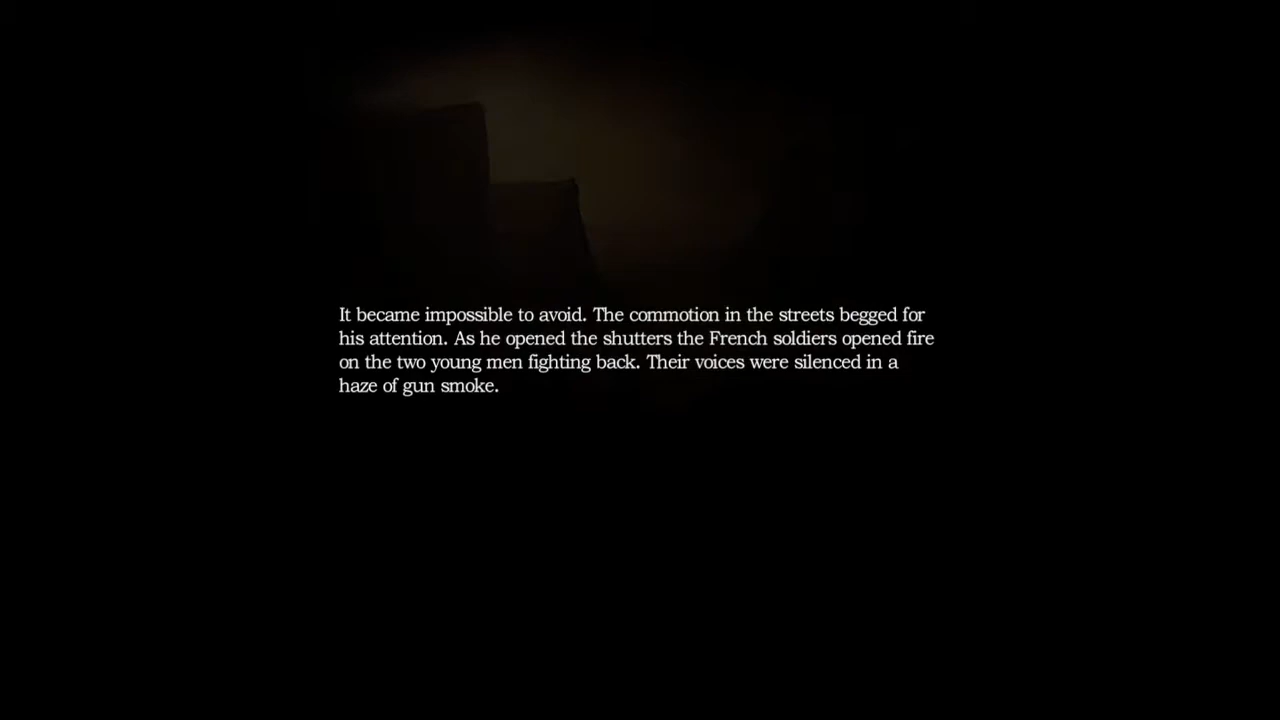 It became impossible to avoid. The commotion in the streets begged for
his attention. As he opened the shutters the French soldiers opened fire
on the two young men fighting back. Their voices were silenced in a
haze of gun smoke.